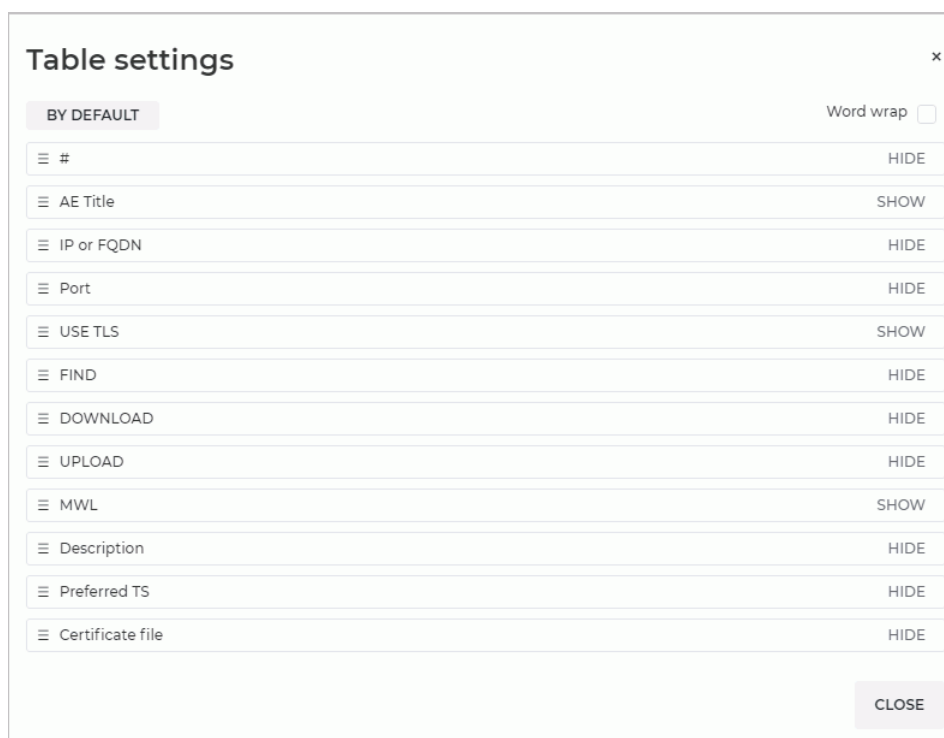 Table settings
×
BY DEFAULT
Word wrap
# HIDE
AE Title SHOW
IP or FQDN HIDE
Port HIDE
USE TLS SHOW
FIND HIDE
DOWNLOAD HIDE
UPLOAD HIDE
MWL SHOW
Description HIDE
Preferred TS HIDE
Certificate file HIDE
CLOSE